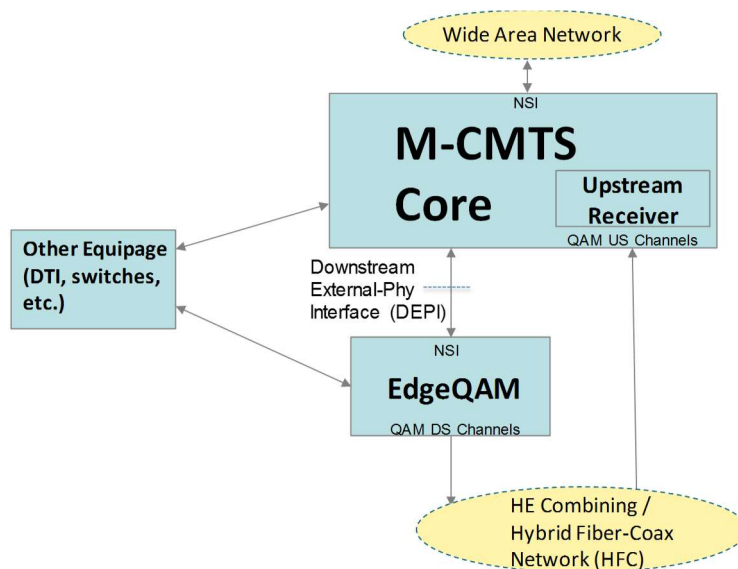 Wide Area Network
NSI
M-CMTS
Core
Upstream
Receiver
QAM US Channels
Other Equipage
(DTI, switches,
etc.)
Downstream
External-Phy
Interface (DEPI)
NSI
EdgeQAM
QAM DS Channels
HE Combining /
Hybrid Fiber-Coax
Network (HFC)